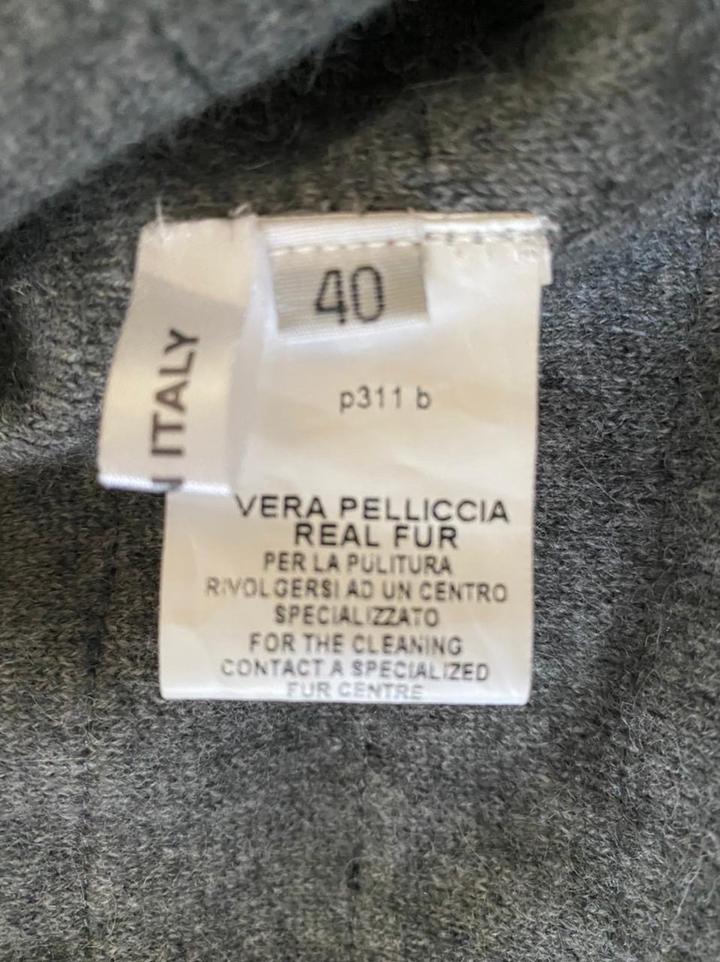 40
ITALY
p311 b
VERA PELLICCIA
REAL FUR
PER LA PULITURA
RIVOLGERSI AD UN CENTRO
SPECIALIZZATO
FOR THE CLEANING
CONTACT A SPECIALIZED
FUR CENTRE